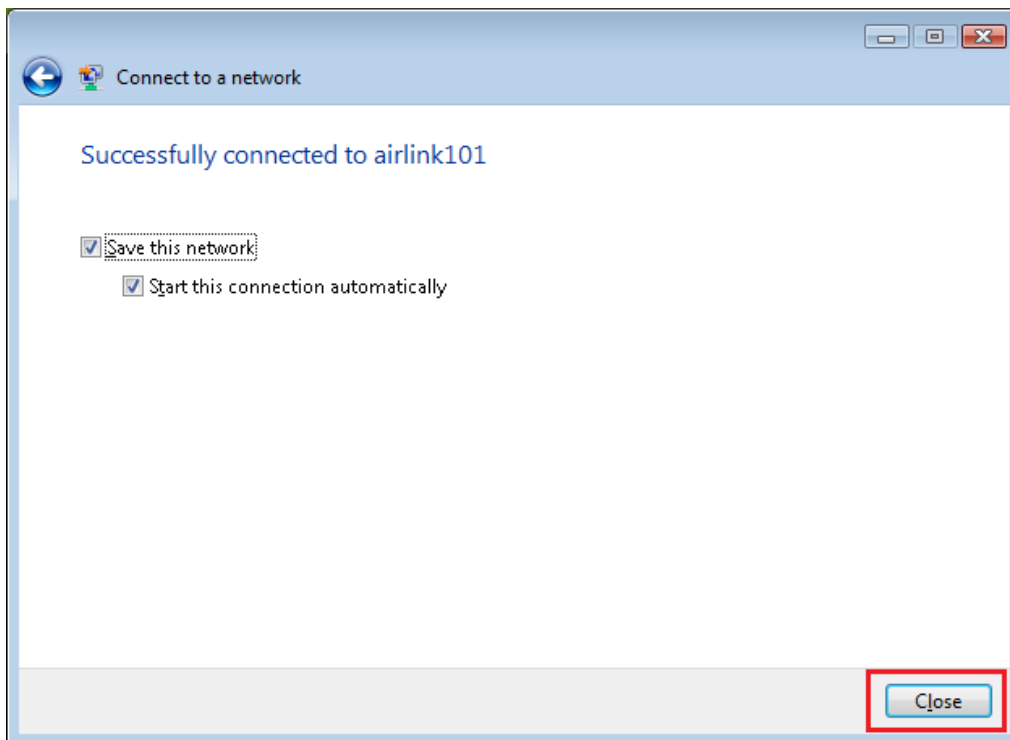 Connect to a network
Successfully connected to airlink101
Save this network
Start this connection automatically
Close